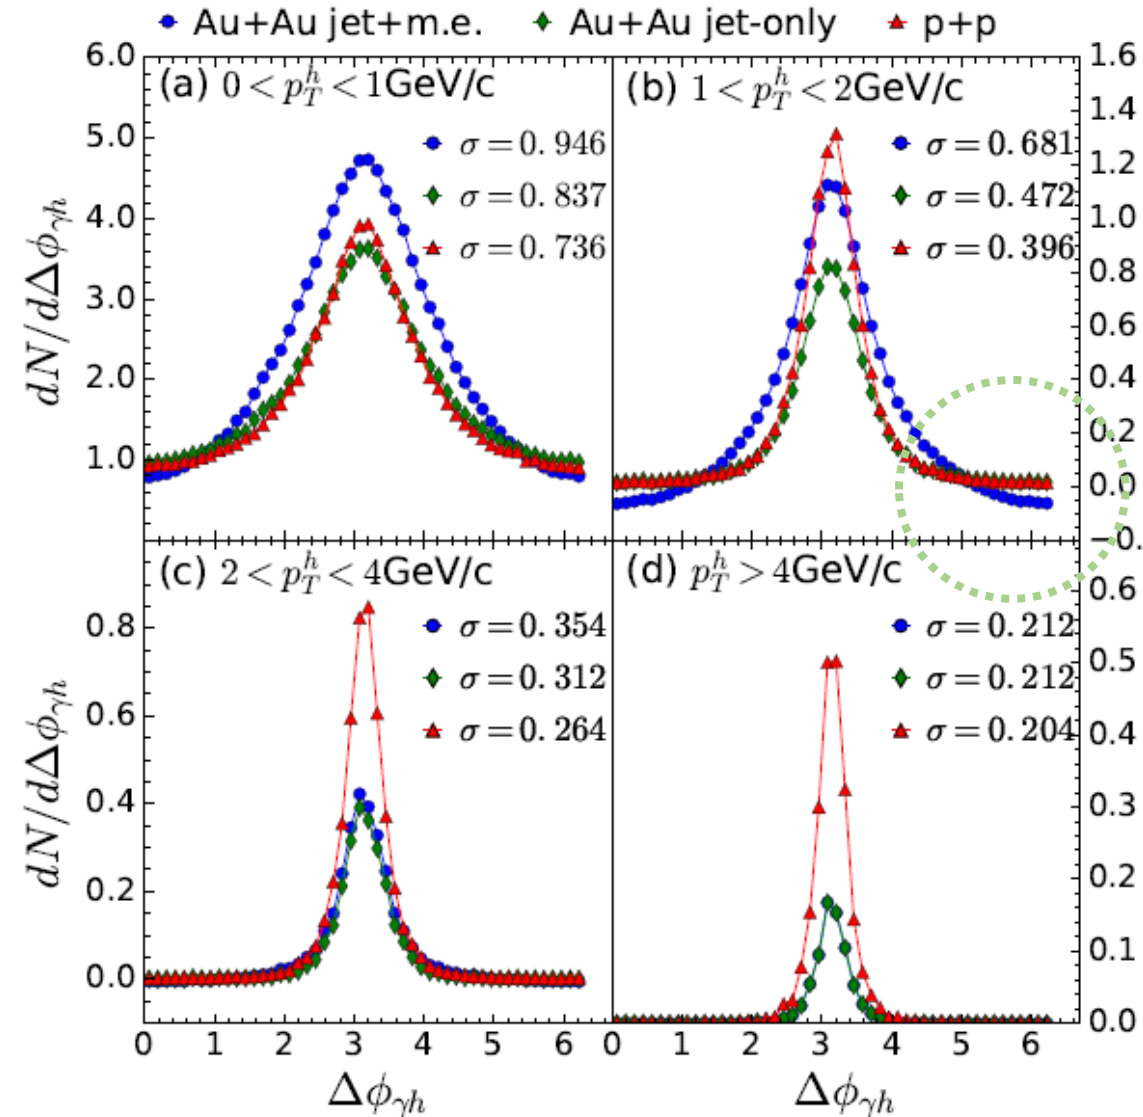 Au+Au jet+m.e. Au+Au jet-only p+p
6.0
5.0
4.0
3.0
2.0
1.0
dN/dΔϕγh
(a) 0 < p_T^h < 1GeV/c
σ = 0.946
σ = 0.837
σ = 0.736
(b) 1 < p_T^h < 2GeV/c
σ = 0.681
σ = 0.472
σ = 0.396
1.6
1.4
1.2
1.0
0.8
0.6
0.4
0.2
0.0
−0.
0.8
0.6
0.4
0.2
0.0
dN/dΔϕγh
(c) 2 < p_T^h < 4GeV/c
σ = 0.354
σ = 0.312
σ = 0.264
(d) p_T^h > 4GeV/c
σ = 0.212
σ = 0.212
σ = 0.204
0.6
0.5
0.4
0.3
0.2
0.1
0.0
0 1 2 3 4 5 6
0 1 2 3 4 5 6
Δϕγh
Δϕγh